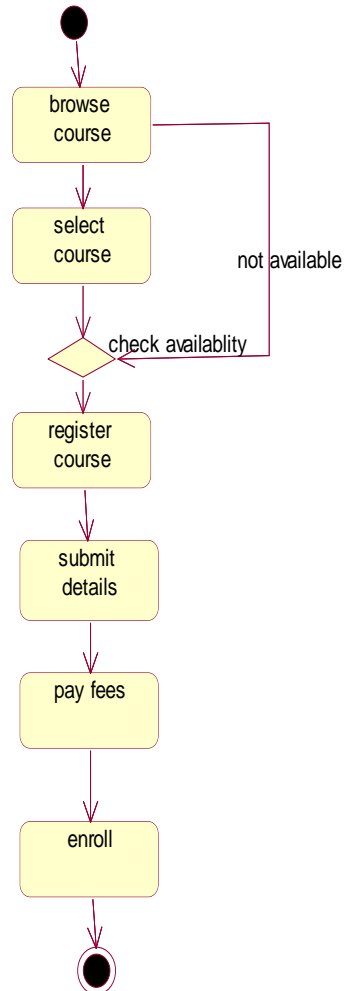 browse
course
select
course
not available
check availablity
register
course
submit
details
pay fees
enroll